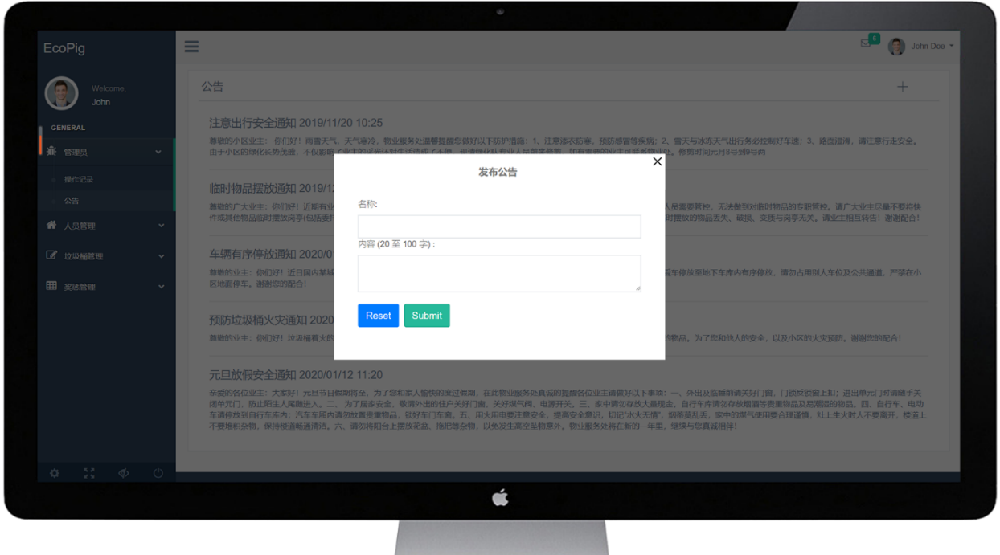 EcoPig
Welcome,
John
GENERAL
管理员
操作记录
公告
人员管理
垃圾桶管理
奖惩管理
6
John Doe
公告
注意出行安全通知 2019/11/20 10:25
尊敬的小区业主： 你们好！雨雪天气，天气寒冷，物业服务处温馨提醒您做好以下防护措施：1、注意添衣防寒，预防感冒等疾病；2、雪天与冰冻天气出行务必控制好车速；3、路面湿滑，请注意行走安全。
由于小区的绿化长势茂盛，不仅影响了业主的采光还对生活造成了不便，现请绿化队专业人员前来修剪，如有需要的业主可联系物业处。修剪时间元月8号到9号两
临时物品摆放通知 2019/1
尊敬的广大业主：你们好！近期有业
人员需要管控，无法做到对临时物品的专职管控。请广大业主尽量不要将快
件或其他物品临时摆放岗亭(包括委
时摆放的物品丢失、破损、变质与岗亭无关。请业主相互转告！谢谢配合！
车辆有序停放通知 2020/0
尊敬的业主：你们好！近日国内某城
爱车停放至地下车库内有序停放，请勿占用别人车位及公共通道，严禁在小
区地面停车。谢谢您的配合！
预防垃圾桶火灾通知 2020
尊敬的业主：你们好！垃圾桶着火的
的物品。为了您和他人的安全，以及小区的火灾预防。谢谢您的配合！
元旦放假安全通知 2020/01/12 11:20
亲爱的各位业主：大家好！元旦节日假期将至，为了您和家人愉快的度过假期，在此物业服务处真诚的提醒各位业主请做好以下事项：一、外出及临睡前请关好门窗，门锁反锁窗上扣；进出单元门时请随手关
闭单元门，防止陌生人尾随进入。二、 为了居家安全，敬请外出的住户关好门窗，关好煤气阀、电源开关。三、家中请勿存放大量现金，自行车库请勿存放烟酒等贵重物品及易潮湿的物品。四、自行车、电动
车请停放到自行车库内；汽车车厢内请勿放置贵重物品，锁好车门车窗。五、用火用电要注意安全，提高安全意识，切记“水火无情”，烟蒂莫乱丢，家中的煤气使用要合理谨慎，灶上生火时人不要离开，楼道上
不要堆积杂物，保持楼道畅通清洁。六、请勿将阳台上摆放花盆、拖把等杂物，以免发生高空坠物意外。物业服务将在新的一年里，继续与您真诚相伴！
发布公告
名称:
内容 (20 至 100 字) :
Reset
Submit